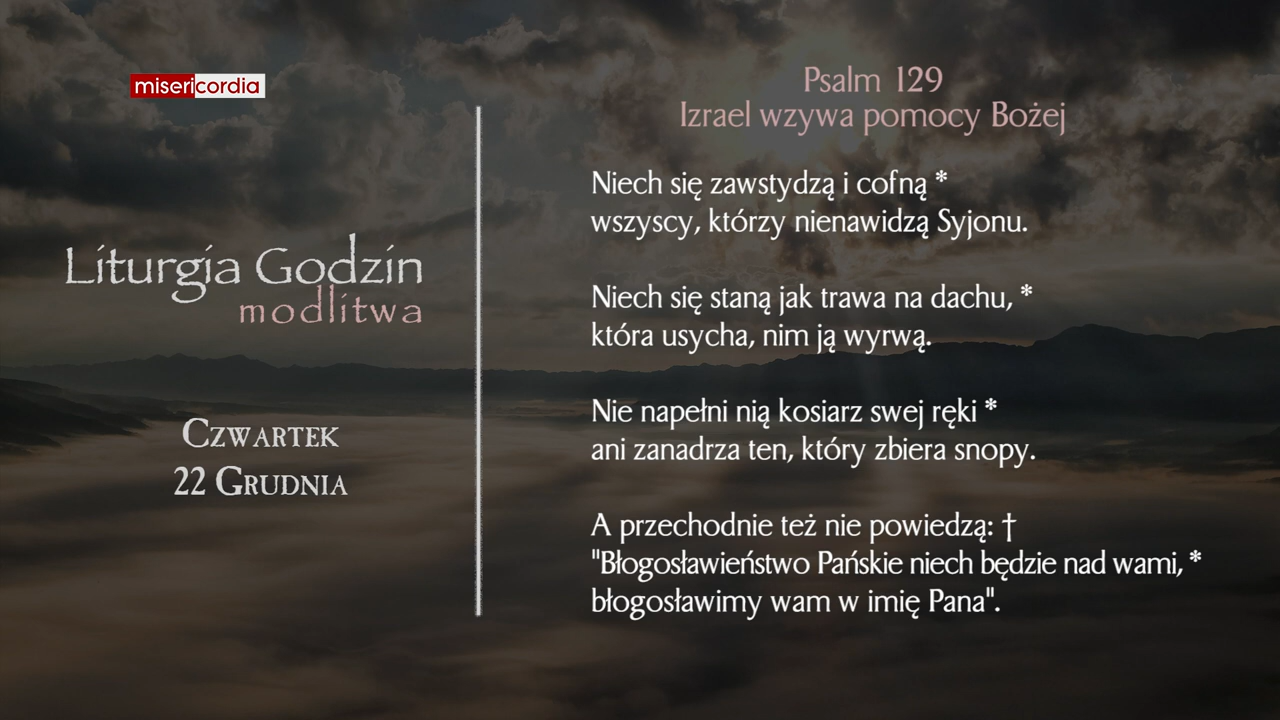 misericordia
Liturgia Godzin
modlitwa
Czwartek
22 Grudnia
Psalm 129
Izrael wzywa pomocy Bożej
Niech się zawstydzą i cofną *
wszyscy, którzy nienawidzą Syjonu.
Niech się staną jak trawa na dachu, *
która usycha, nim ją wyrwą.
Nie napełni nią kosiarz swej ręki *
ani zanadrza ten, który zbiera snopy.
A przechodnie też nie powiedzą: †
"Błogosławieństwo Pańskie niech będzie nad wami, *
błogosławimy wam w imię Pana".